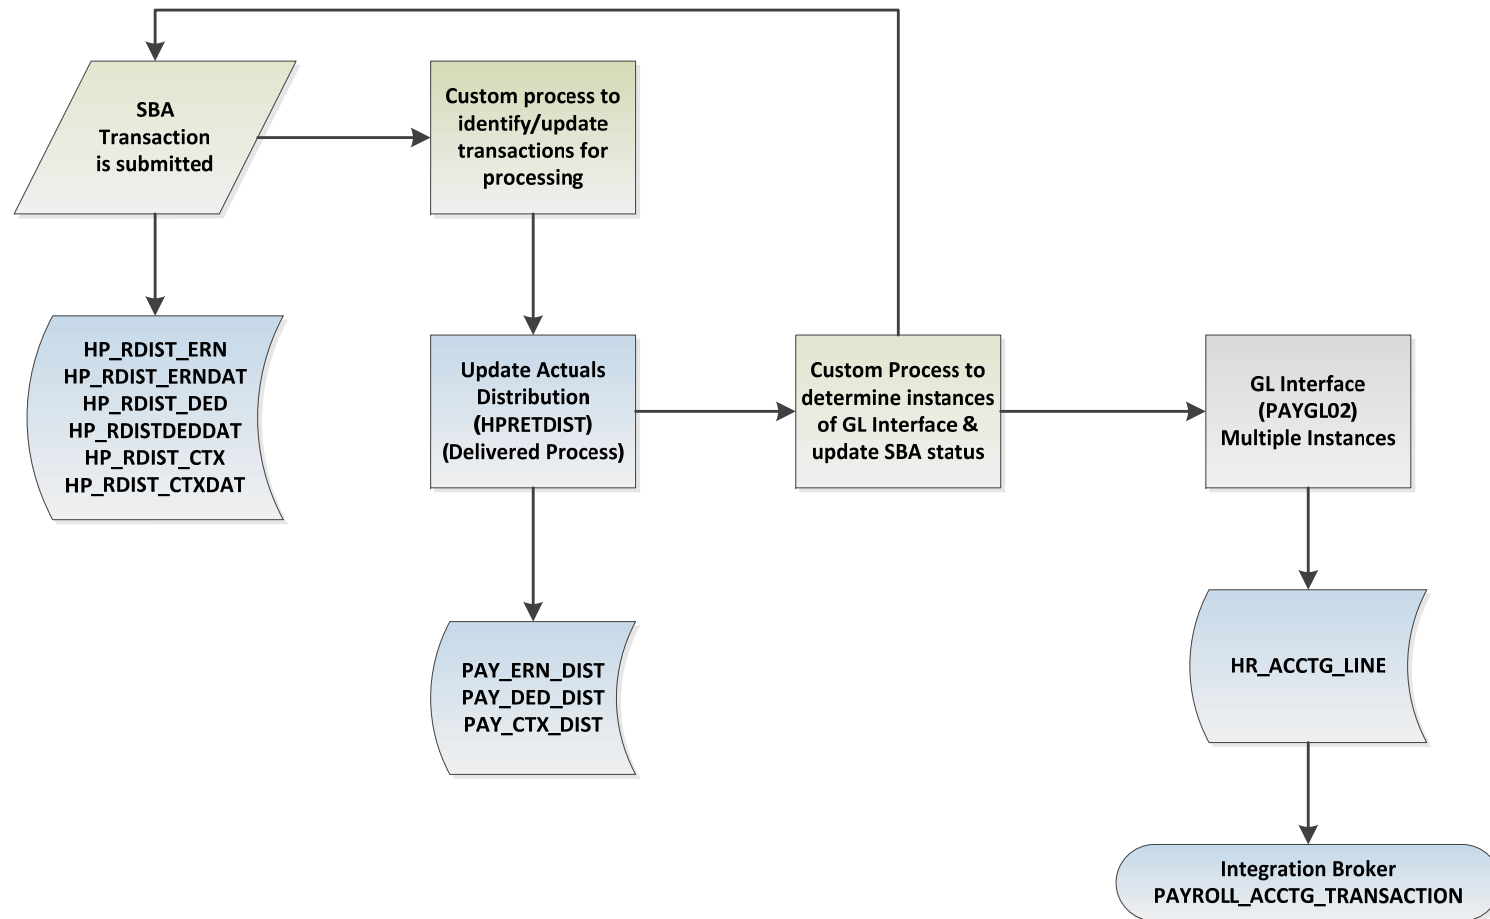 SBA
Transaction
is submitted
Custom process to
identify/update
transactions for
processing
HP_RDIST_ERN
HP_RDIST_ERNDAT
HP_RDIST_DED
HP_RDISTDEDDAT
HP_RDIST_CTX
HP_RDIST_CTXDAT
Update Actuals
Distribution
(HPRETDIST)
(Delivered Process)
Custom Process to
determine instances
of GL Interface &
update SBA status
GL Interface
(PAYGL02)
Multiple Instances
PAY_ERN_DIST
PAY_DED_DIST
PAY_CTX_DIST
HR_ACCTG_LINE
Integration Broker
PAYROLL_ACCTG_TRANSACTION